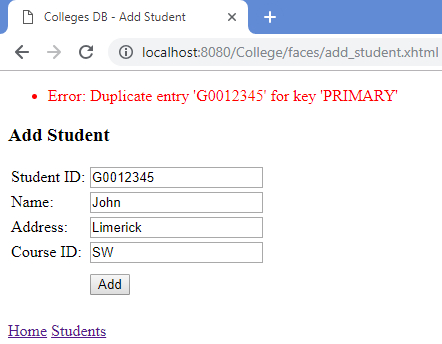 Colleges DB - Add Student
localhost:8080/College/faces/add_student.xhtml
Error: Duplicate entry 'G0012345' for key 'PRIMARY'
Add Student
Student ID: G0012345
Name: John
Address: Limerick
Course ID: SW
Add
Home Students